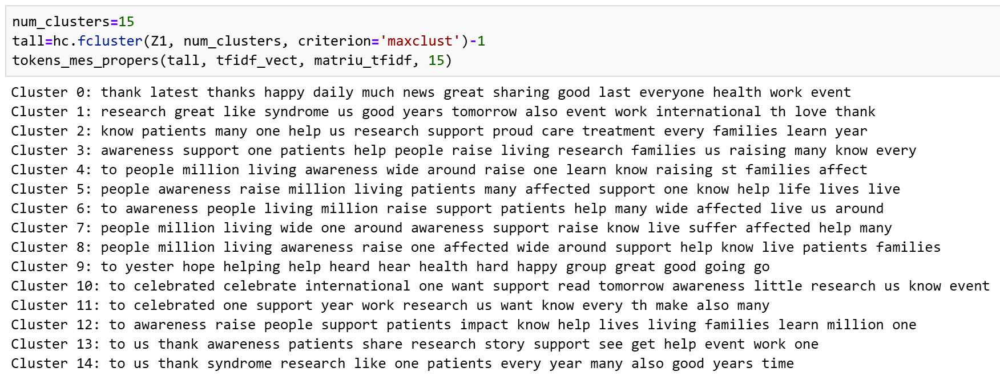 num_clusters=15
tall=hc.fcluster(Z1, num_clusters, criterion='maxclust')-1
tokens_mes_propers(tall, tfidf_vect, matriu_tfidf, 15)
Cluster 0: thank latest thanks happy daily much news great sharing good last everyone health work event
Cluster 1: research great like syndrome us good years tomorrow also event work international th love thank
Cluster 2: know patients many one help us research support proud care treatment every families learn year
Cluster 3: awareness support one patients help people raise living research families us raising many know every
Cluster 4: to people million living awareness wide around raise one learn know raising st families affect
Cluster 5: people awareness raise million living patients many affected support one know help life lives live
Cluster 6: to awareness people living million raise support patients help many wide affected live us around
Cluster 7: people million living wide one around awareness support raise know live suffer affected help many
Cluster 8: people million living awareness raise one affected wide around support help know live patients families
Cluster 9: to yester hope helping help heard hear health hard happy group great good going go
Cluster 10: to celebrated celebrate international one want support read tomorrow awareness little research us know event
Cluster 11: to celebrated one support year work research us want know every th make also many
Cluster 12: to awareness raise people support patients impact know help lives living families learn million one
Cluster 13: to us thank awareness patients share research story support see get help event work one
Cluster 14: to us thank syndrome research like one patients every year many also good years time